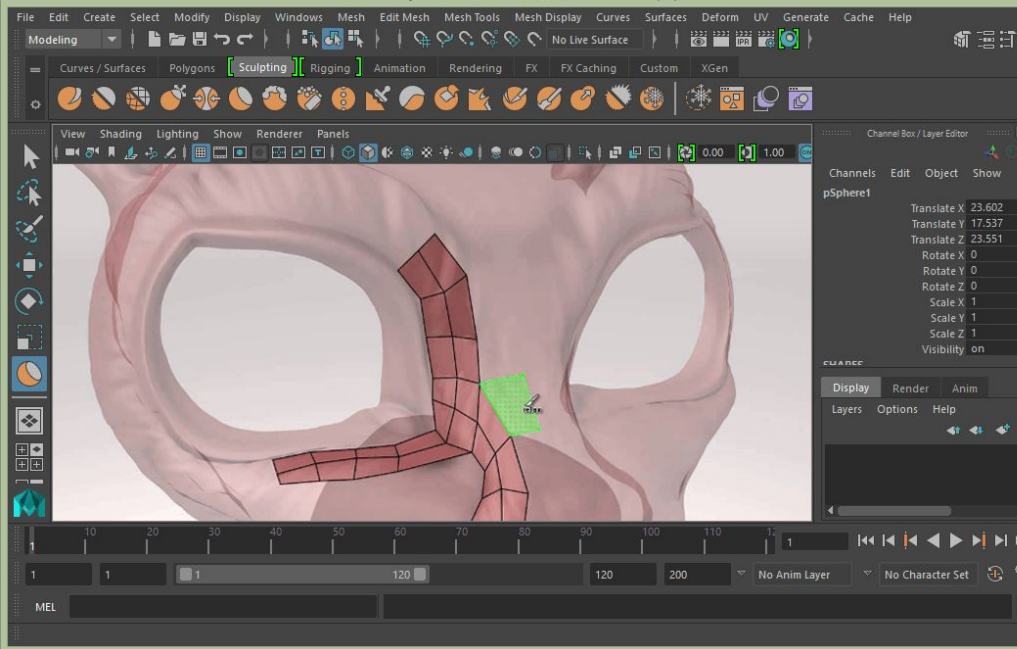 File Edit Create Select Modify Display Windows Mesh Edit Mesh Mesh Tools Mesh Display Curves Surfaces Deform UV Generate Cache Help
Modeling No Live Surface IPR
Curves / Surfaces Polygons Sculpting Rigging Animation Rendering FX FX Caching Custom XGen
View Shading Lighting Show Renderer Panels
0.00 1.00
Channel Box / Layer Editor
Channels Edit Object Show
pSphere1
Translate X 23.602
Translate Y 17.537
Translate Z 23.551
Rotate X 0
Rotate Y 0
Rotate Z 0
Scale X 1
Scale Y 1
Scale Z 1
Visibility on
SHAPES
Display Render Anim
Layers Options Help
1 10 20 30 40 50 60 70 80 90 100 110 1
1 1 1 120 120 200 No Anim Layer No Character Set
MEL